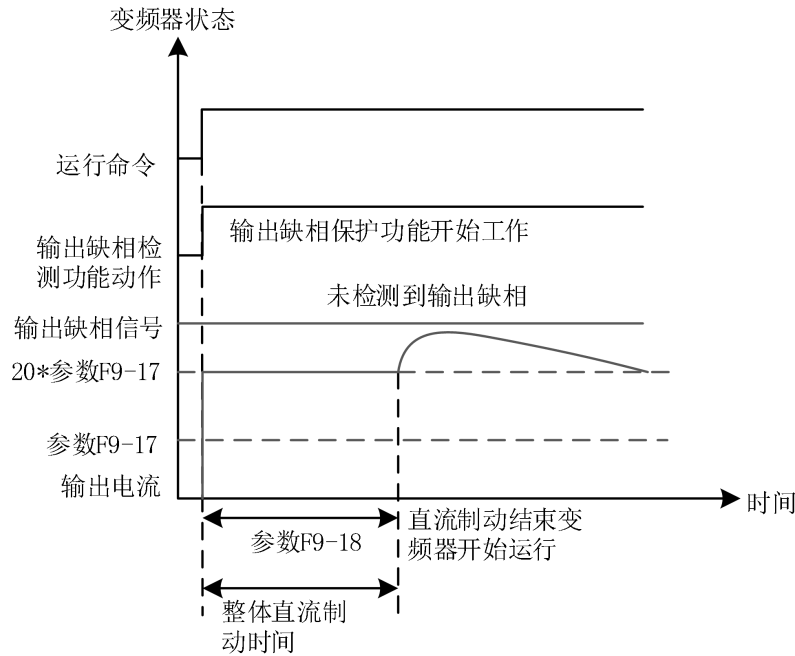 变频器状态
运行命令
输出缺相保护功能开始工作
输出缺相检
测功能动作
未检测到输出缺相
输出缺相信号
20*参数F9-17
参数F9-17
输出电流
时间
直流制动结束变
频器开始运行
参数F9-18
整体直流制
动时间